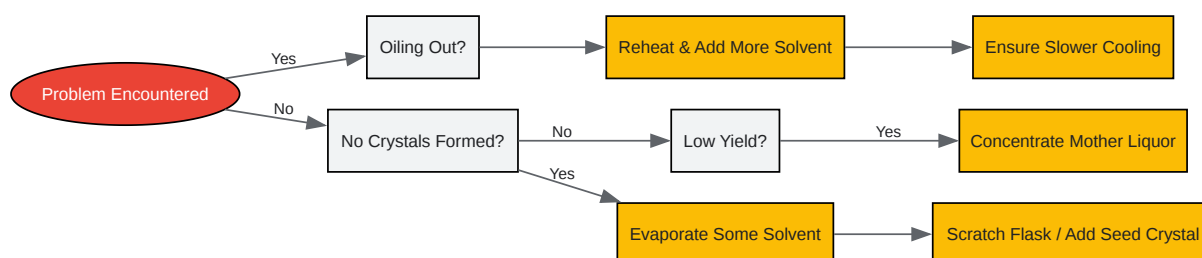 Oiling Out?
Reheat & Add More Solvent
Ensure Slower Cooling
Yes
Problem Encountered
No
No Crystals Formed?
No
Low Yield?
Yes
Concentrate Mother Liquor
Yes
Evaporate Some Solvent
Scratch Flask / Add Seed Crystal